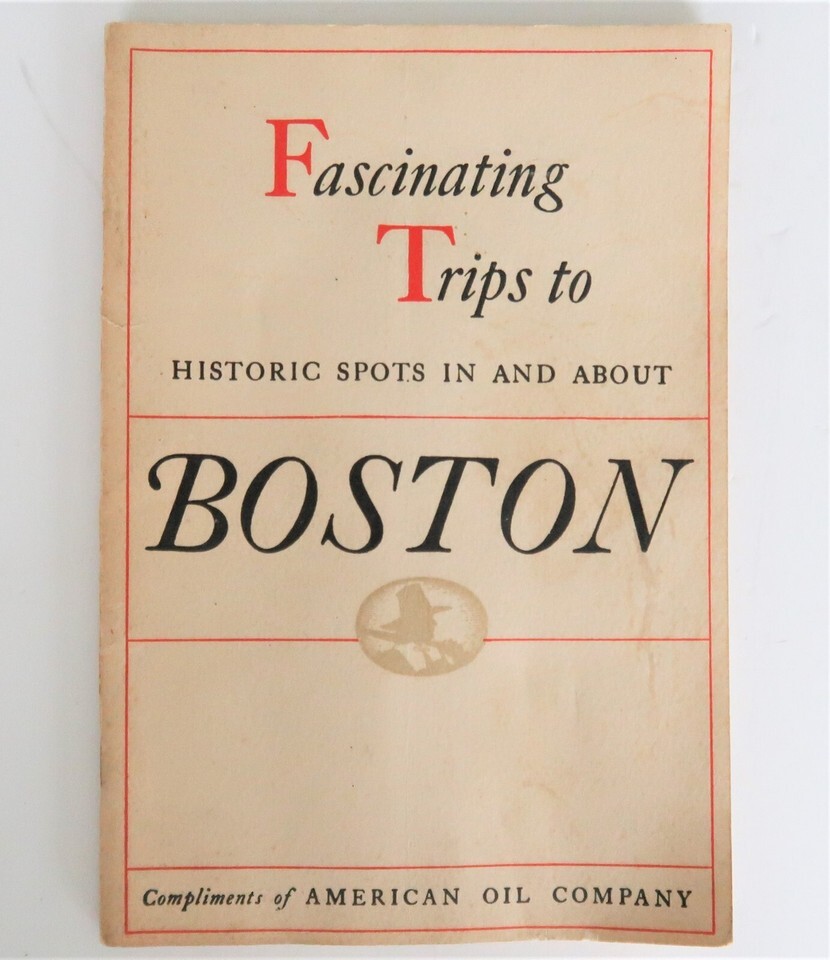 Fascinating
Trips to
HISTORIC SPOTS IN AND ABOUT
BOSTON
Compliments of AMERICAN OIL COMPANY